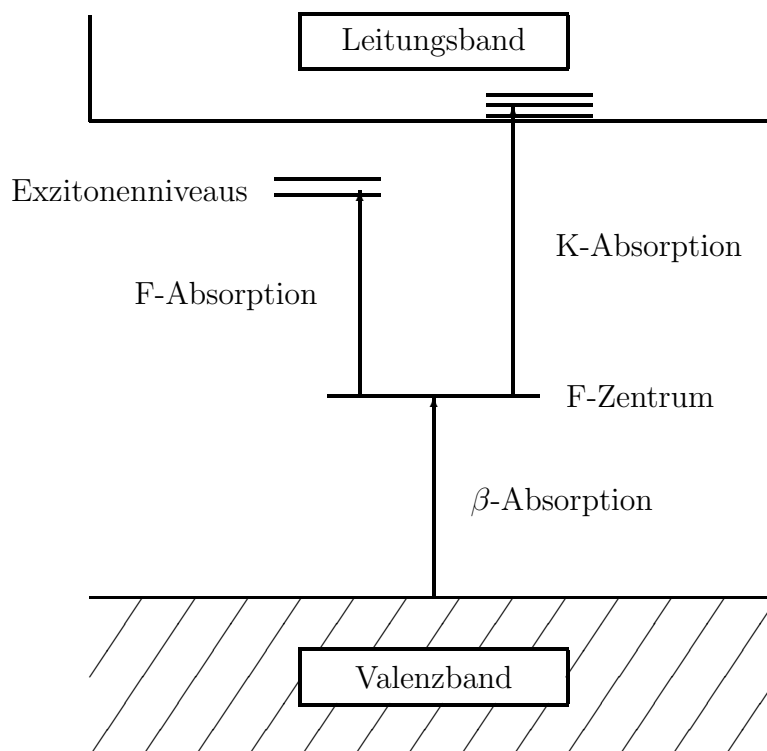 Leitungsband
Exzitonenniveaus
K-Absorption
F-Absorption
F-Zentrum
β-Absorption
Valenzband